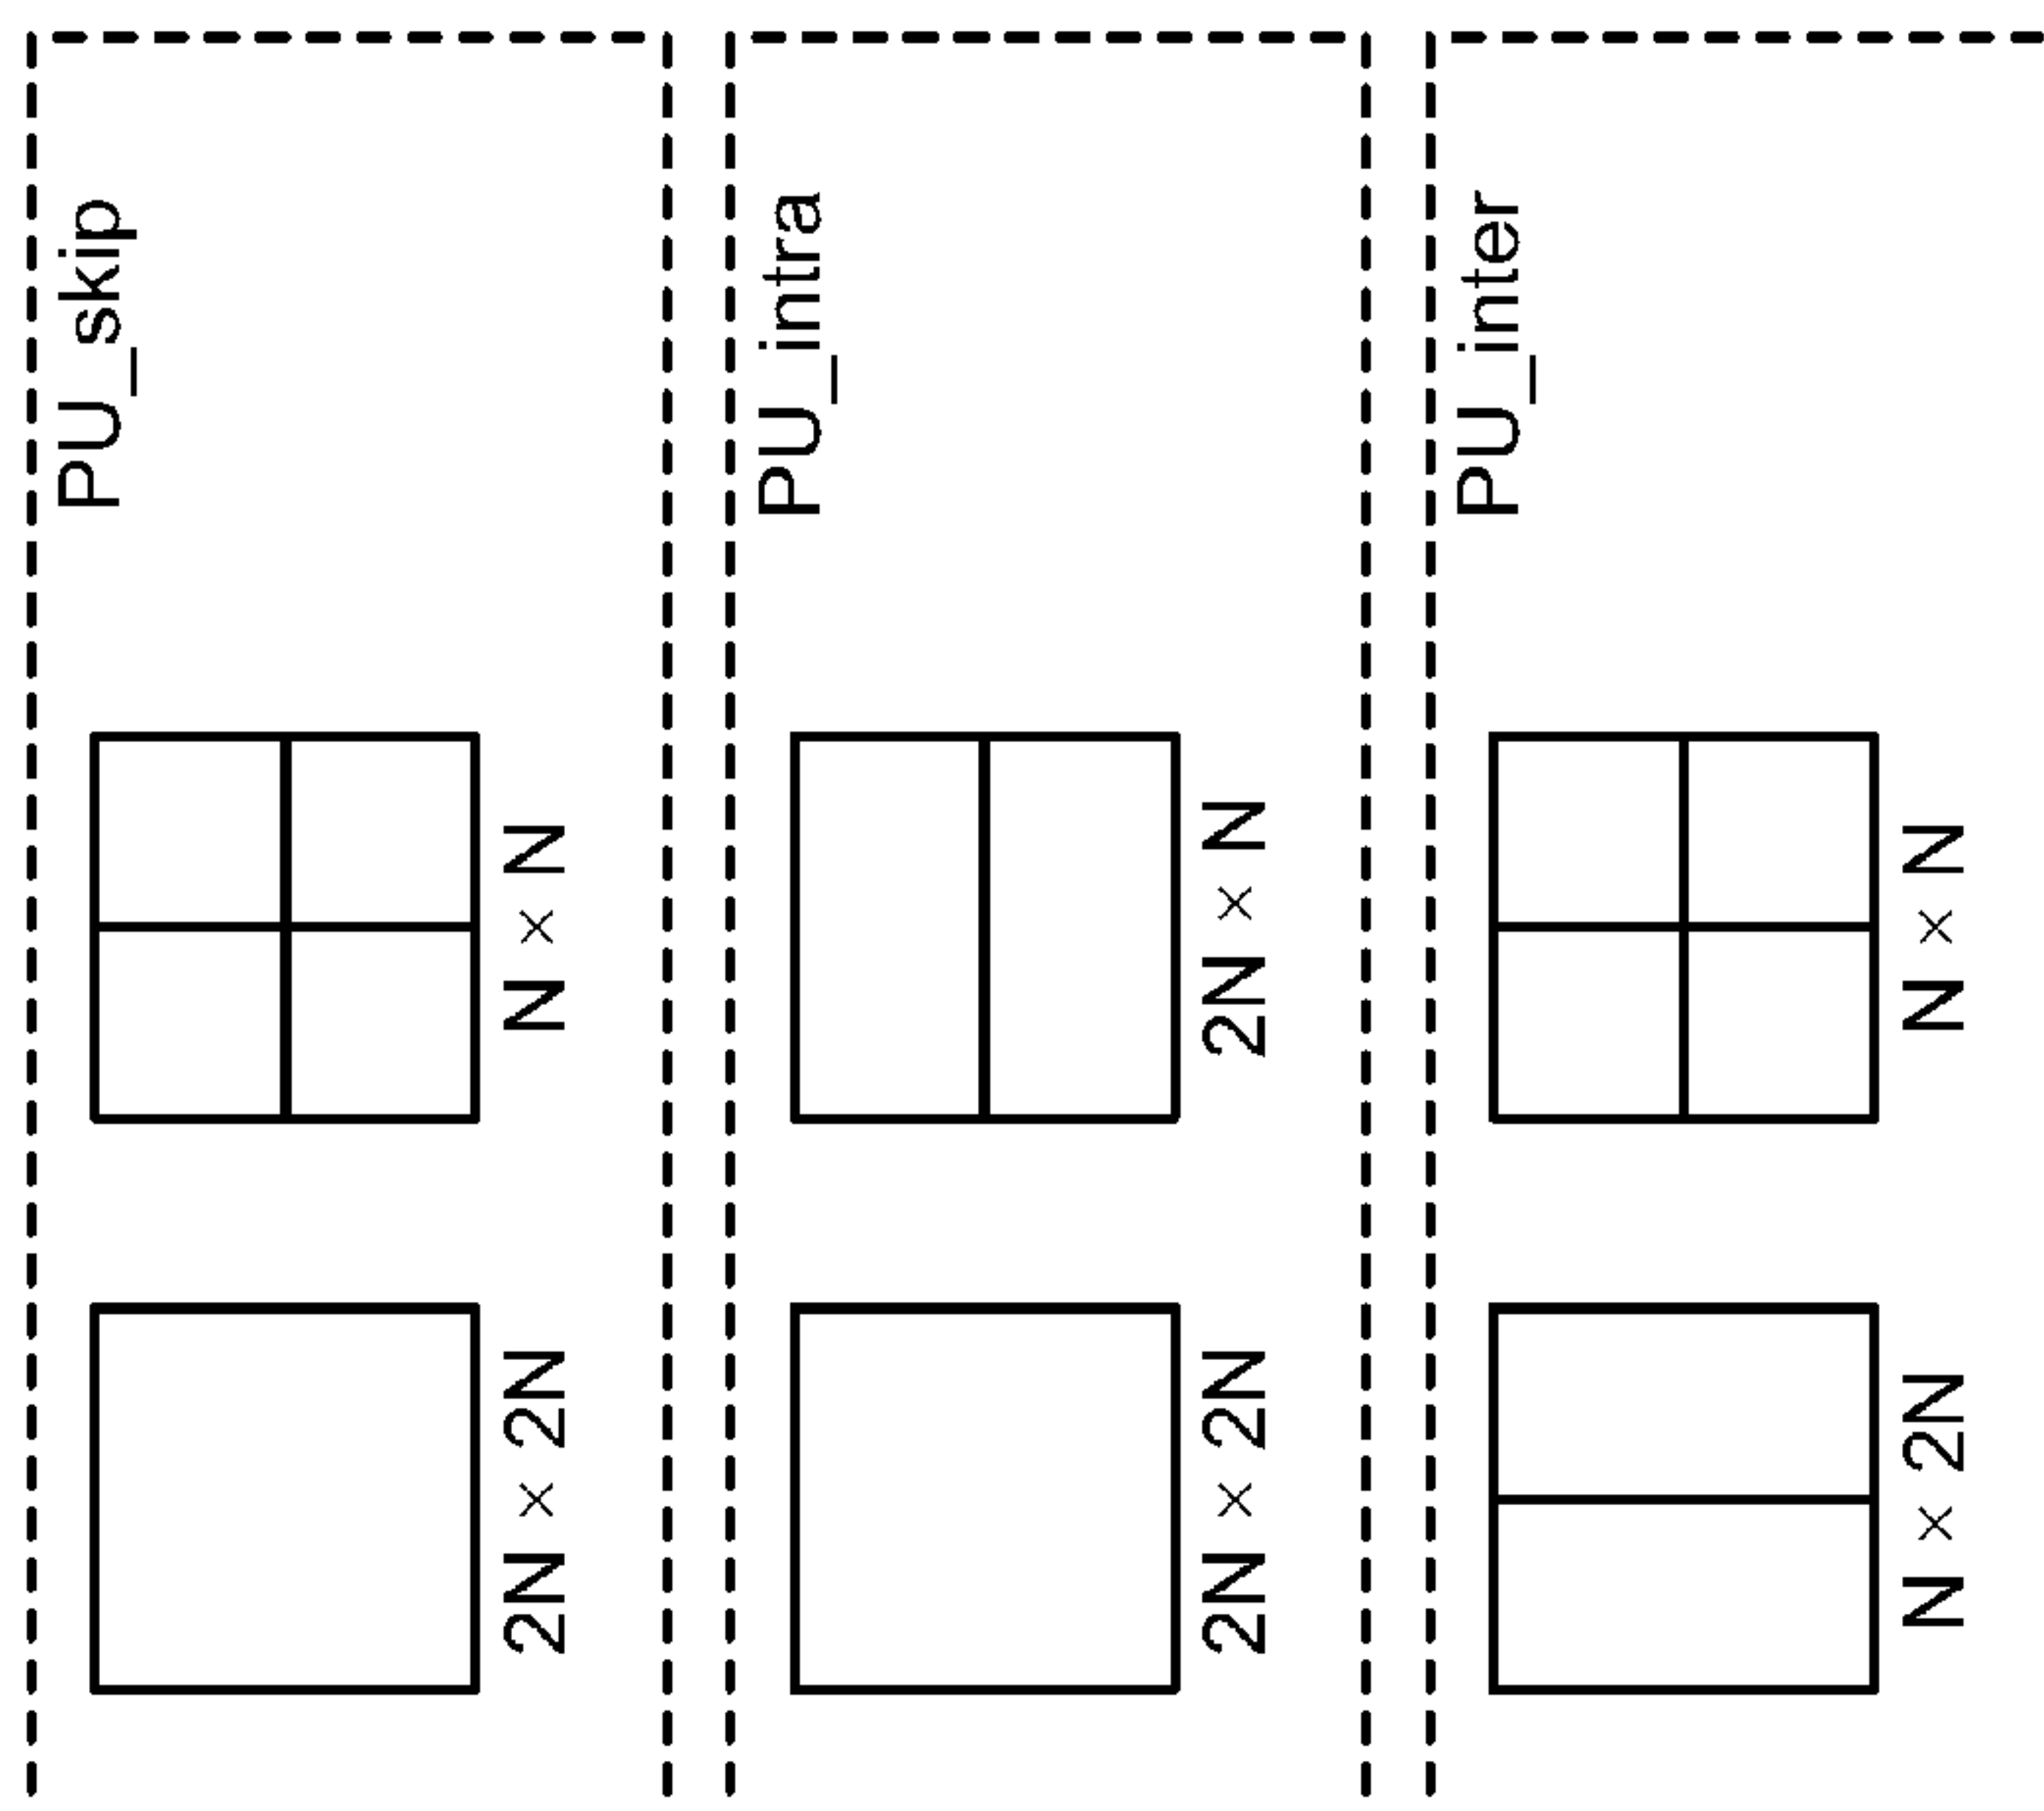 PU_skip
2N × 2N
N × N
PU_intra
2N × 2N
2N × N
PU_inter
N × 2N
N × N